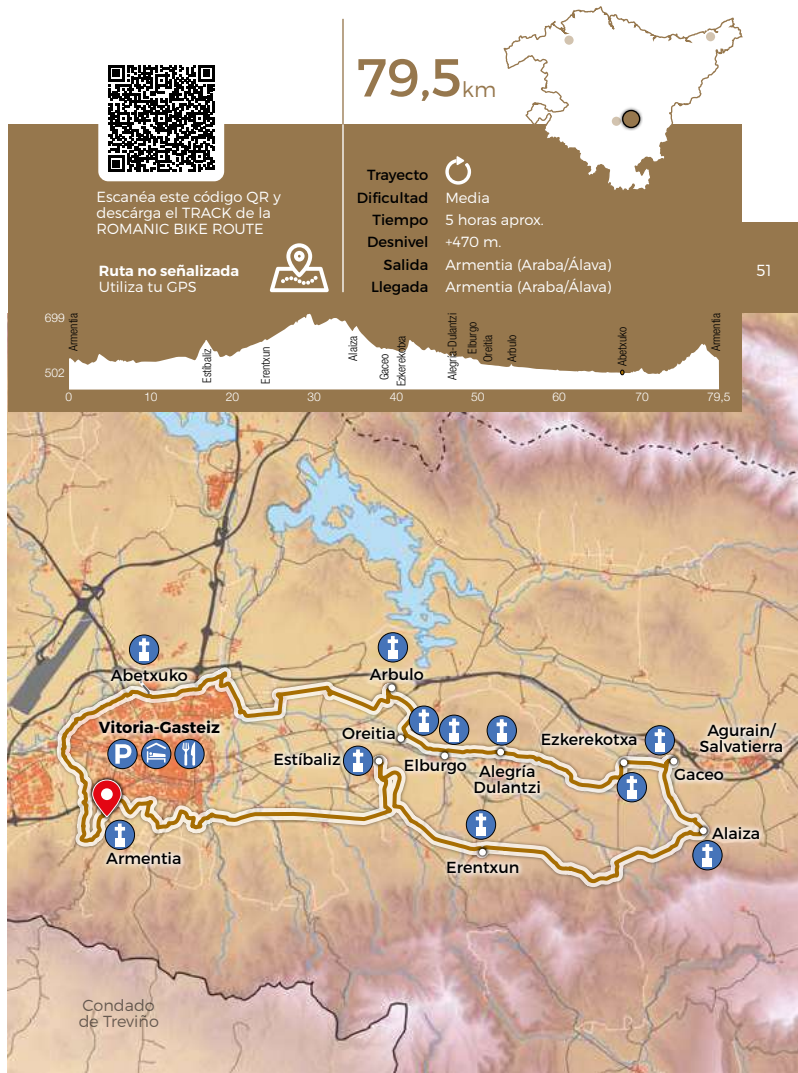 79,5km
Escanéa este código QR y
descárga el TRACK de la
ROMANIC BIKE ROUTE
Ruta no señalizada
Utiliza tu GPS
Trayecto
Dificultad Media
Tiempo 5 horas aprox.
Desnivel +470 m.
Salida Armentia (Araba/Álava)
Llegada Armentia (Araba/Álava)
51
699
502
Armentia
Estíbaliz
Erentxun
Alaiza
Gaceo
Ezkerekotxa
Alegría-Dulantzi
Elburgo
Oreitia
Arbulo
Abetxuko
Armentia
0 10 20 30 40 50 60 70 79,5
Abetxuko
Arbulo
Vitoria-Gasteiz
P
Oreitia
Estíbaliz
Elburgo
Alegría
Dulantzi
Ezkerekotxa
Agurain/
Salvatierra
Gaceo
Alaiza
Erentxun
Armentia
Condado
de Treviño